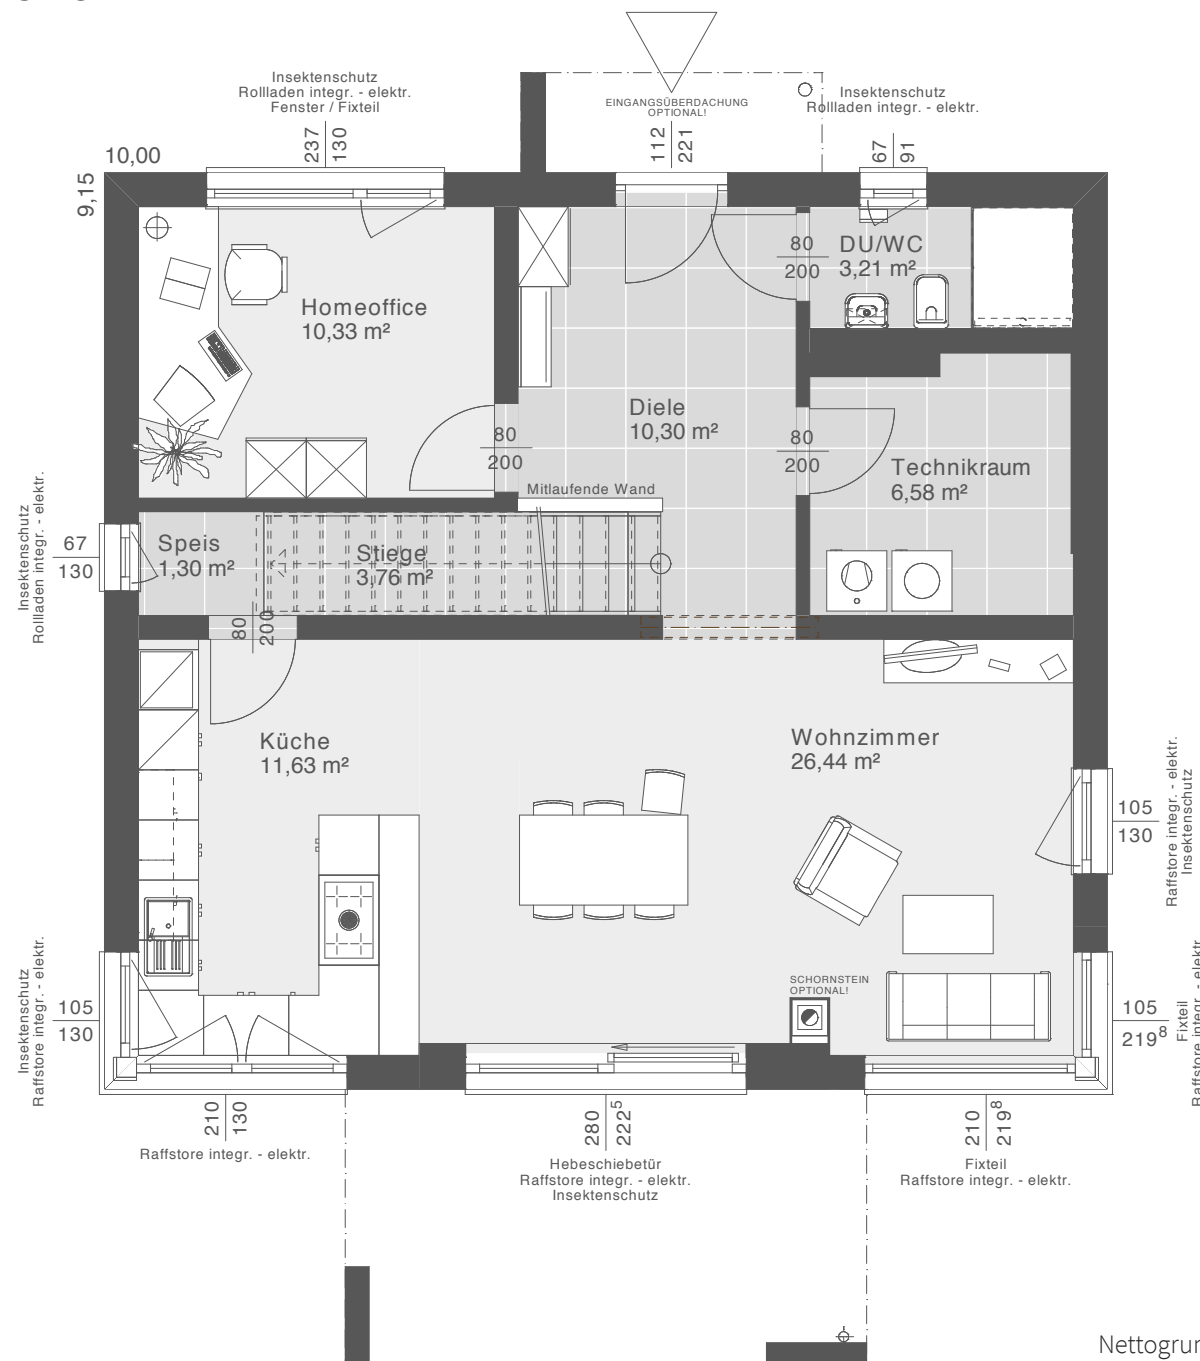 Insektenschutz
Rollladen integr. - elektr.
Fenster / Fixteil
237
130
EINGANGSÜBERDACHUNG
OPTIONAL!
112
221
Insektenschutz
Rollladen integr. - elektr.
67
91
10,00
9,15
Homeoffice
10,33 m²
80
200
DU/WC
3,21 m²
Diele
10,30 m²
80
200
80
200
Technikraum
6,58 m²
Mitlaufende Wand
Insektenschutz
Rollladen integr. - elektr.
67
130
Speis
1,30 m²
Stiege
3,76 m²
80
200
Küche
11,63 m²
Wohnzimmer
26,44 m²
105
130
Raffstore integr. - elektr.
Insektenschutz
SCHORNSTEIN
OPTIONAL!
Insektenschutz
Raffstore integr. - elektr.
105
130
105
219⁸
Fixteil
Raffstore integr. - elektr.
210
130
Raffstore integr. - elektr.
280
222⁵
Hebeschiebetür
Raffstore integr. - elektr.
Insektenschutz
210
219⁸
Fixteil
Raffstore integr. - elektr.
Nettogrun